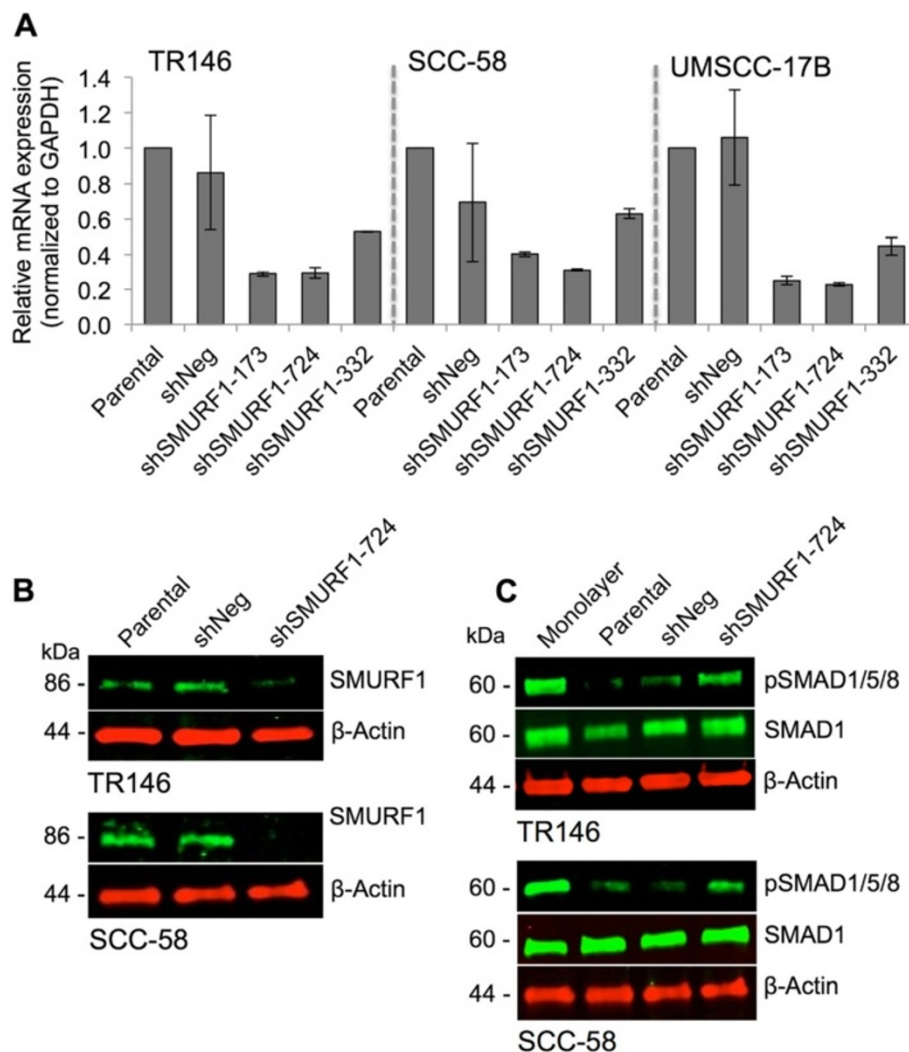 A
TR146
SCC-58
UMSCC-17B
Relative mRNA expression
(normalized to GAPDH)
1.4
1.2
1.0
0.8
0.6
0.4
0.2
0.0
Parental
shNeg
shSMURF1-173
shSMURF1-724
shSMURF1-332
Parental
shNeg
shSMURF1-173
shSMURF1-724
shSMURF1-332
Parental
shNeg
shSMURF1-173
shSMURF1-724
shSMURF1-332
B
Parental
shNeg
shSMURF1-724
kDa
86 - SMURF1
44 - β-Actin
TR146
86 - SMURF1
44 - β-Actin
SCC-58
C
Monolayer
Parental
shNeg
shSMURF1-724
kDa
60 - pSMAD1/5/8
60 - SMAD1
44 - β-Actin
TR146
60 - pSMAD1/5/8
60 - SMAD1
44 - β-Actin
SCC-58